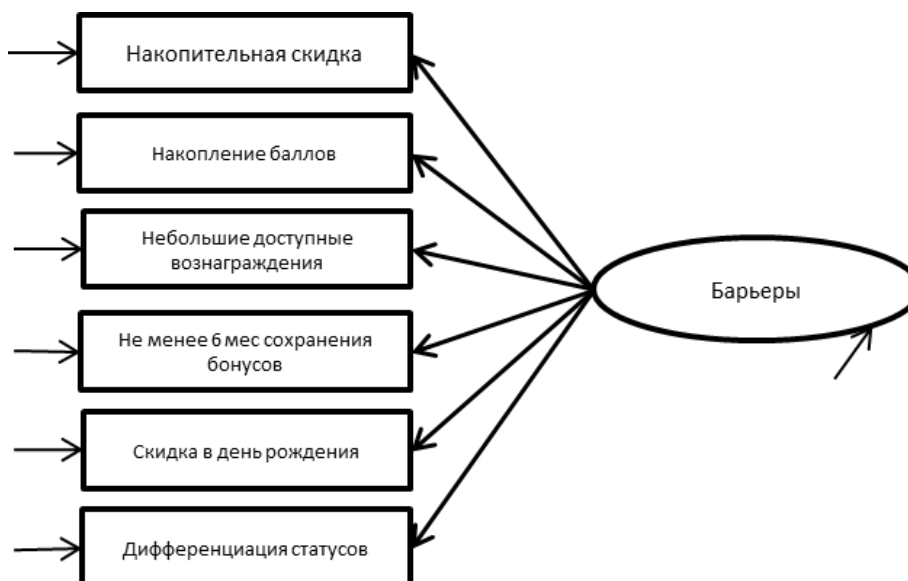 Накопительная скидка
Накопление баллов
Небольшие доступные
вознаграждения
Барьеры
Не менее 6 мес сохранения
бонусов
Скидка в день рождения
Дифференциация статусов